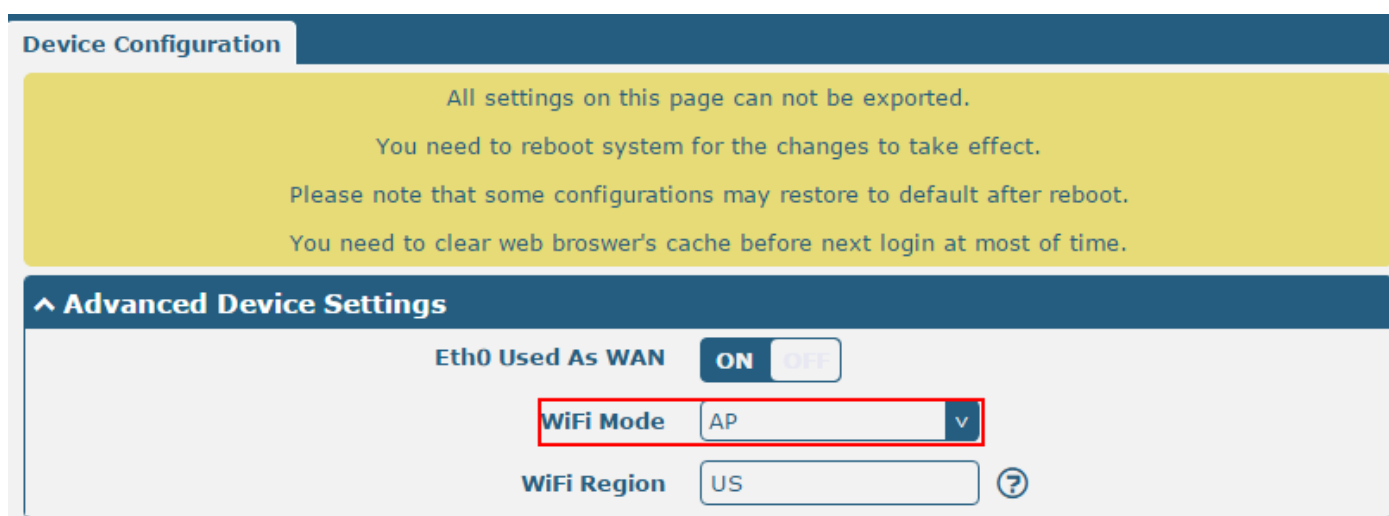 Device Configuration
All settings on this page can not be exported.
You need to reboot system for the changes to take effect.
Please note that some configurations may restore to default after reboot.
You need to clear web broswer's cache before next login at most of time.
Advanced Device Settings
Eth0 Used As WAN ON OFF
WiFi Mode AP v
WiFi Region US ?